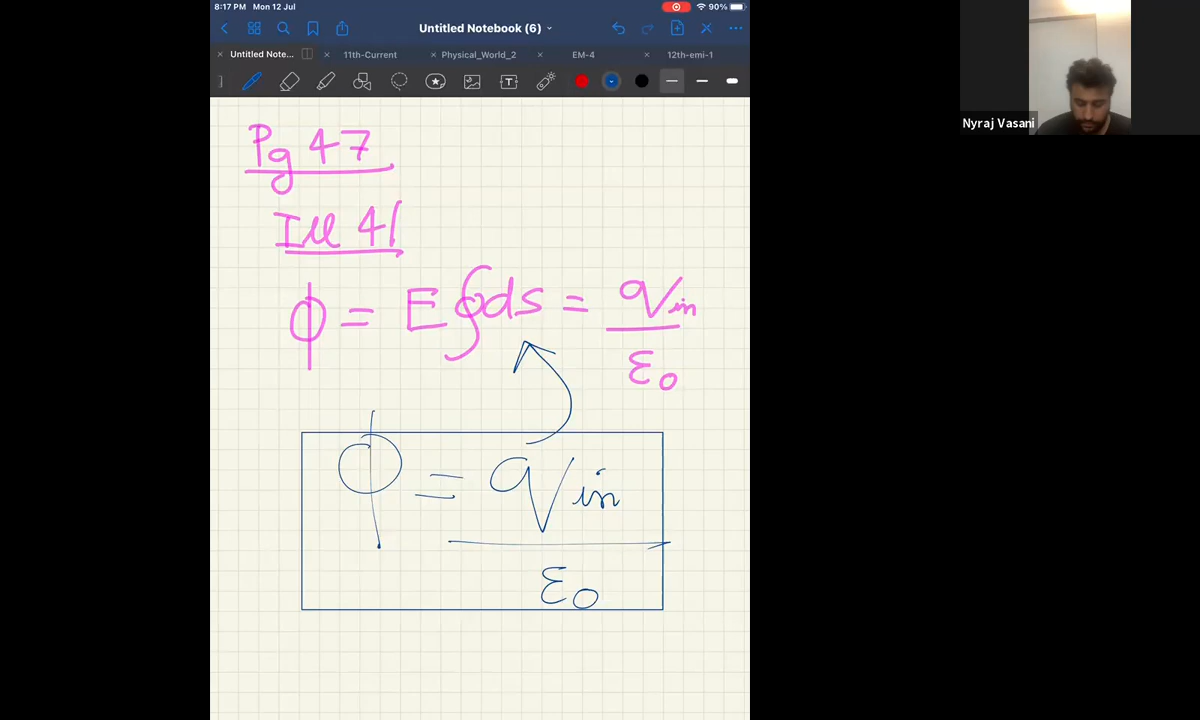 8:17 PM Mon 12 Jul
90%
Untitled Notebook (6)
Untitled Note...
11th-Current
Physical_World_2
EM-4
12th-emi-1
Nyraj Vasani
Pg 47
Ill 41
ϕ = E∮ds = q_in / ε₀
ϕ = q_in / ε₀